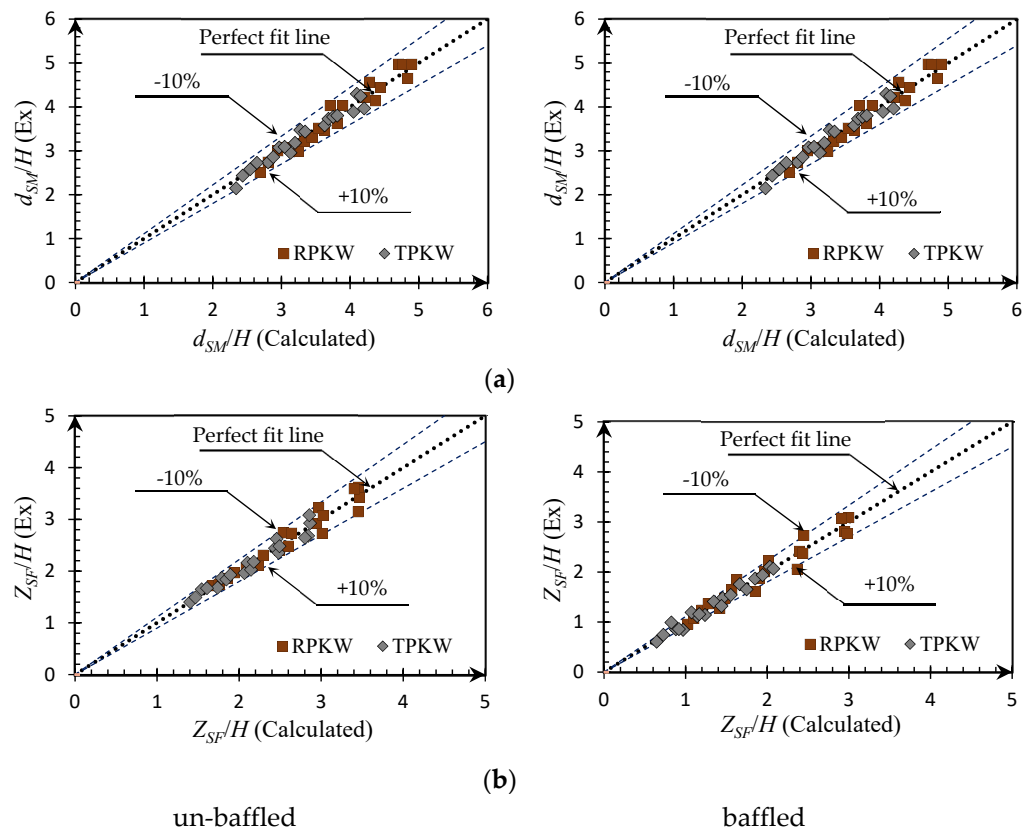 6
5
4
3
2
1
0
d_SM/H (Ex)
Perfect fit line
-10%
+10%
RPKW TPKW
0 1 2 3 4 5 6
d_SM/H (Calculated)
6
5
4
3
2
1
0
d_SM/H (Ex)
Perfect fit line
-10%
+10%
RPKW TPKW
0 1 2 3 4 5 6
d_SM/H (Calculated)
(a)
5
4
3
2
1
0
Z_SF/H (Ex)
Perfect fit line
-10%
+10%
RPKW TPKW
0 1 2 3 4 5
Z_SF/H (Calculated)
5
4
3
2
1
0
Z_SF/H (Ex)
Perfect fit line
-10%
+10%
RPKW TPKW
0 1 2 3 4 5
Z_SF/H (Calculated)
(b)
un-baffled baffled